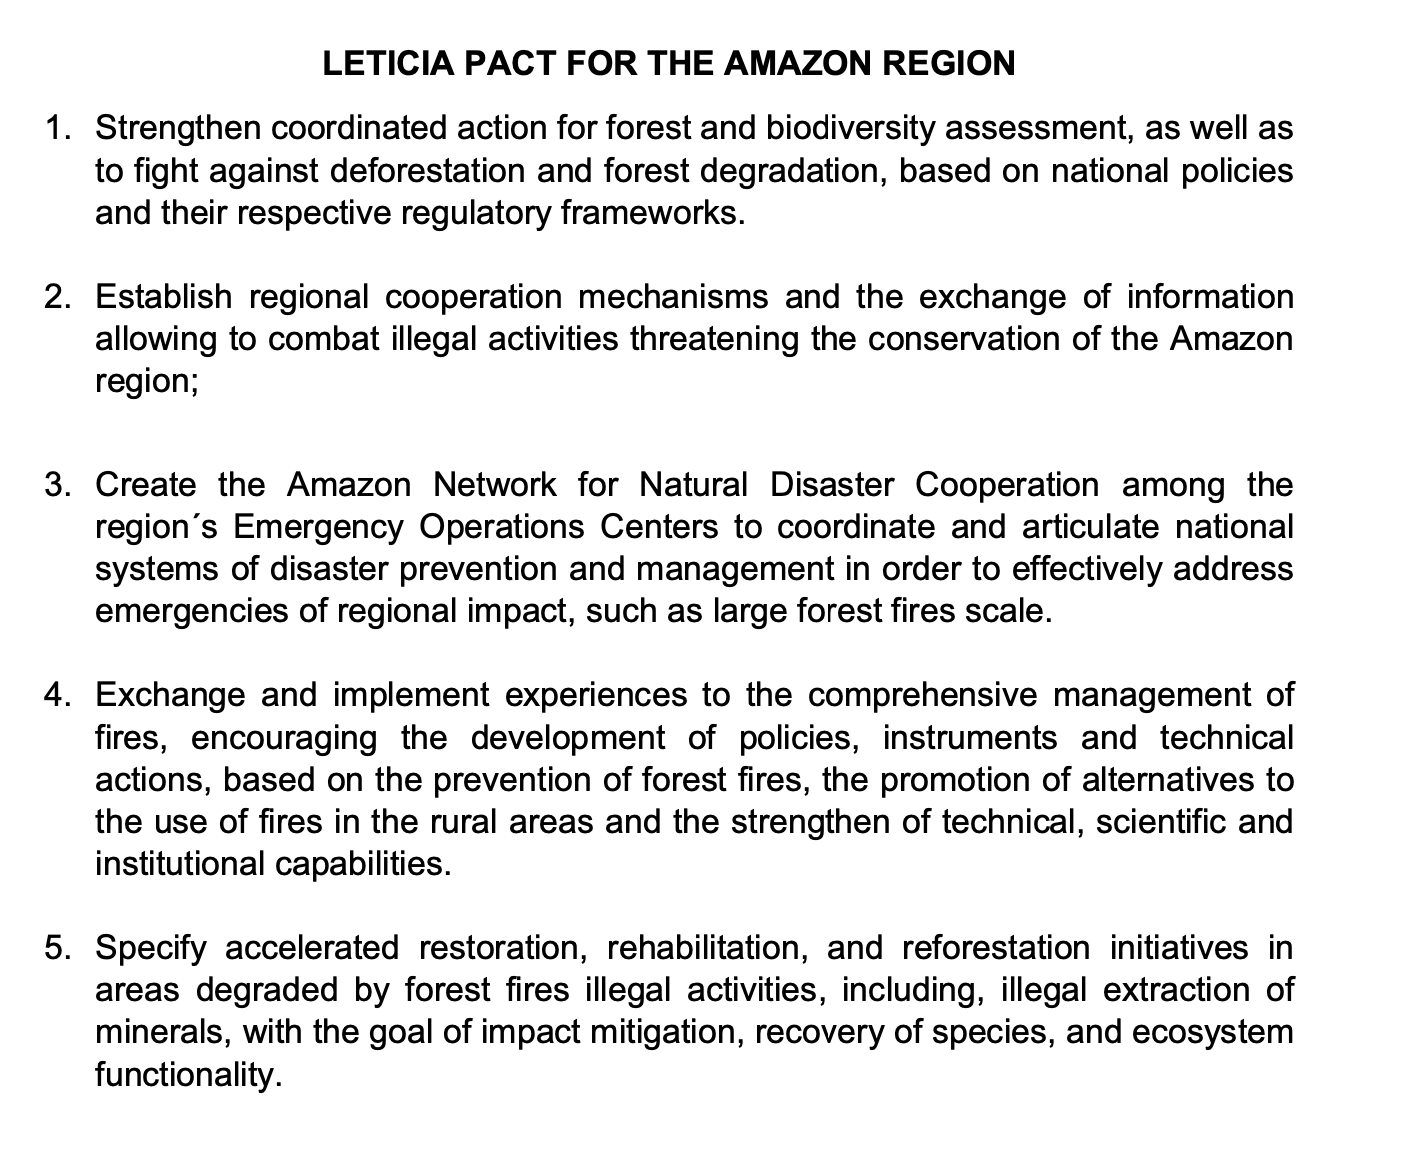 LETICIA PACT FOR THE AMAZON REGION
1. Strengthen coordinated action for forest and biodiversity assessment, as well as
to fight against deforestation and forest degradation, based on national policies
and their respective regulatory frameworks.
2. Establish regional cooperation mechanisms and the exchange of information
allowing to combat illegal activities threatening the conservation of the Amazon
region;
3. Create the Amazon Network for Natural Disaster Cooperation among the
region´s Emergency Operations Centers to coordinate and articulate national
systems of disaster prevention and management in order to effectively address
emergencies of regional impact, such as large forest fires scale.
4. Exchange and implement experiences to the comprehensive management of
fires, encouraging the development of policies, instruments and technical
actions, based on the prevention of forest fires, the promotion of alternatives to
the use of fires in the rural areas and the strengthen of technical, scientific and
institutional capabilities.
5. Specify accelerated restoration, rehabilitation, and reforestation initiatives in
areas degraded by forest fires illegal activities, including, illegal extraction of
minerals, with the goal of impact mitigation, recovery of species, and ecosystem
functionality.